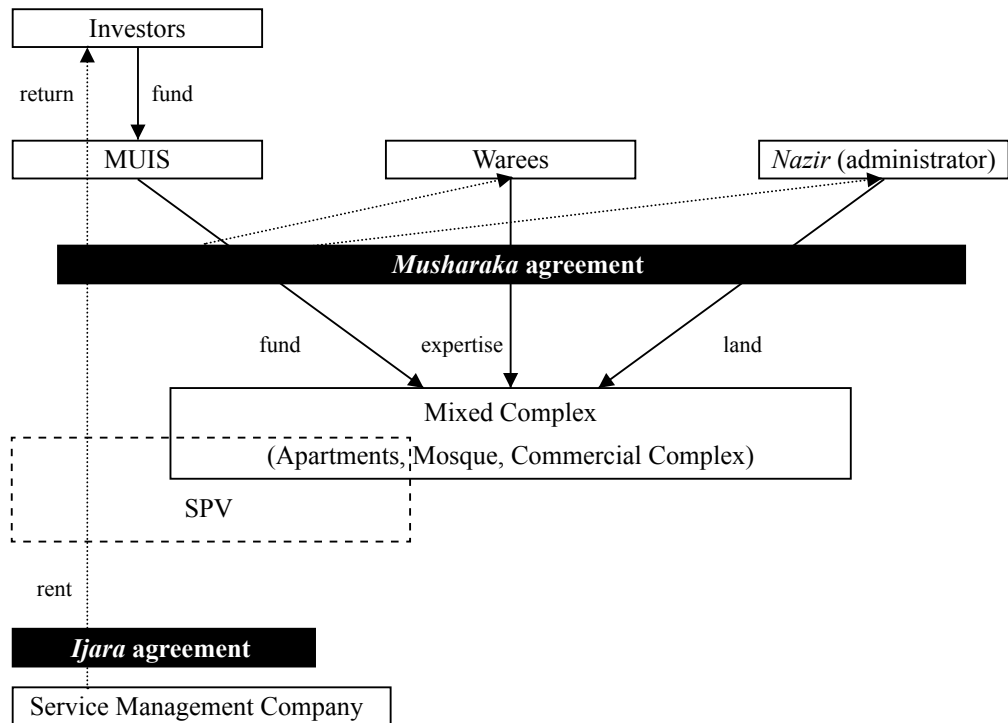 Investors
return
fund
MUIS
Warees
Nazir (administrator)
Musharaka agreement
fund
expertise
land
Mixed Complex
(Apartments, Mosque, Commercial Complex)
SPV
rent
Ijara agreement
Service Management Company